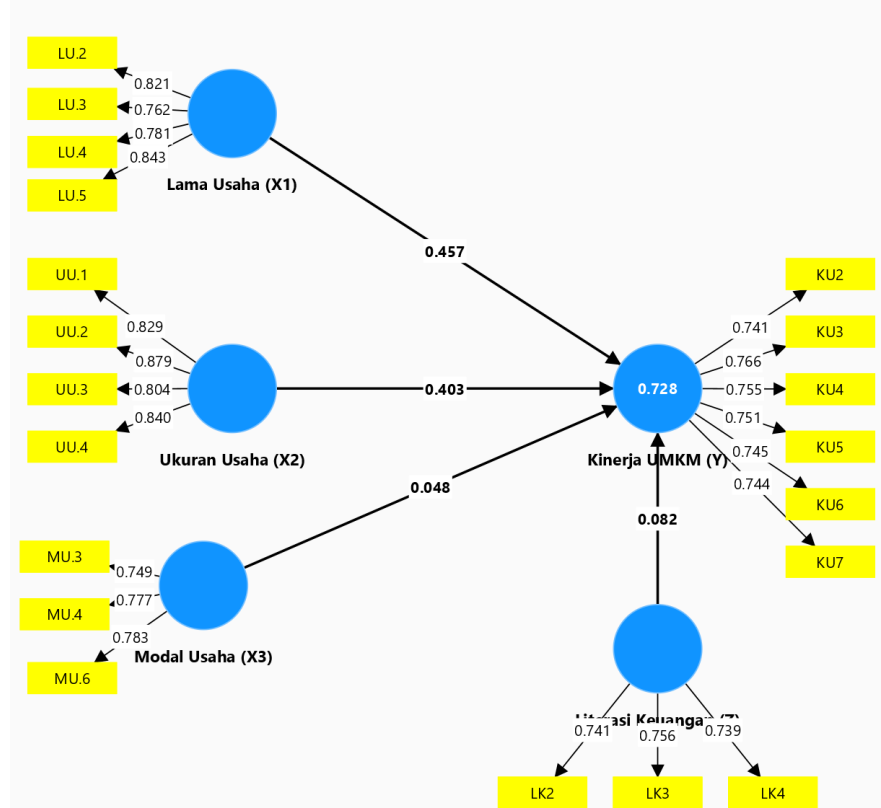 LU.2
LU.3
LU.4
LU.5
0.821
0.762
0.781
0.843
Lama Usaha (X1)
0.457
UU.1
UU.2
UU.3
UU.4
0.829
0.879
0.804
0.840
Ukuran Usaha (X2)
0.403
MU.3
MU.4
MU.6
0.749
0.777
0.783
Modal Usaha (X3)
0.048
0.728
Kinerja UMKM (Y)
0.741
0.766
0.755
0.751
0.745
0.744
KU2
KU3
KU4
KU5
KU6
KU7
0.082
Literasi Keuangan (Z)
0.741
0.756
0.739
LK2
LK3
LK4